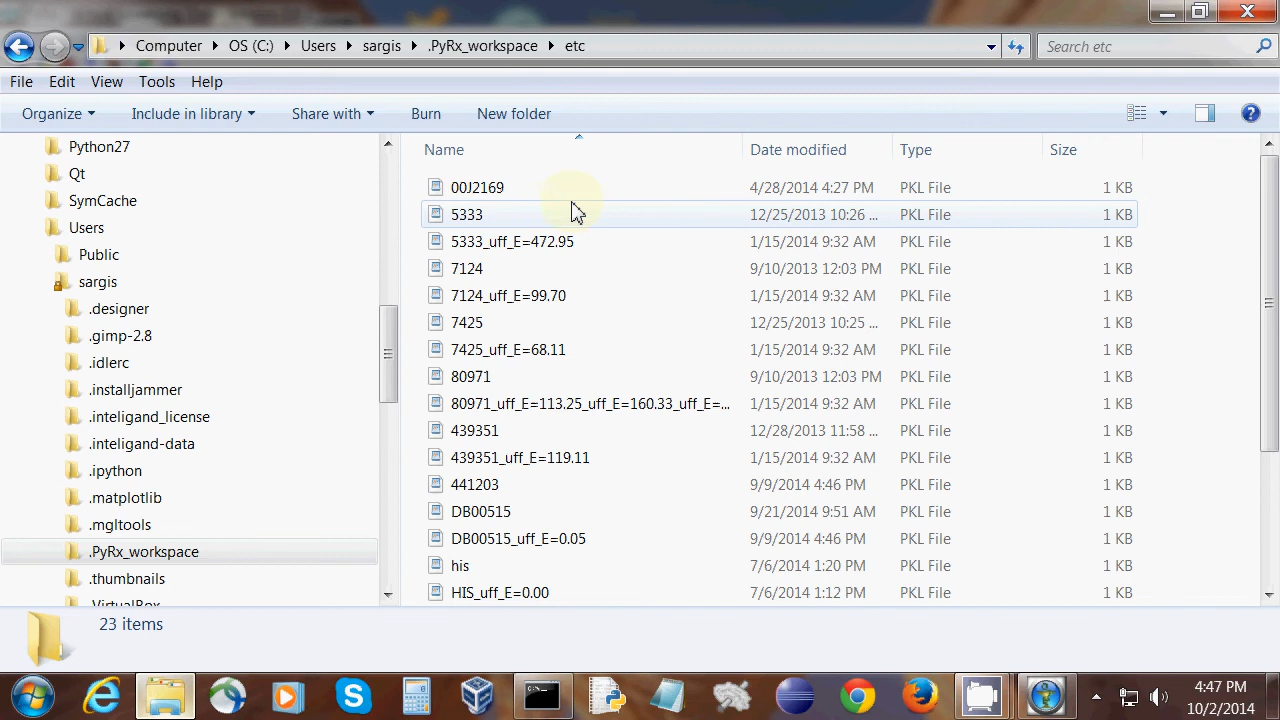 Computer OS (C:) Users sargis .PyRx_workspace etc
Search etc
File Edit View Tools Help
Organize Include in library Share with Burn New folder
Python27
Qt
SymCache
Users
Public
sargis
.designer
.gimp-2.8
.idlerc
.installjammer
.inteligand_license
.inteligand-data
.ipython
.matplotlib
.mgltools
.PyRx_workspace
.thumbnails
.VirtualBox
Name Date modified Type Size
00J2169 4/28/2014 4:27 PM PKL File 1 KB
5333 12/25/2013 10:26 ... PKL File 1 KB
5333_uff_E=472.95 1/15/2014 9:32 AM PKL File 1 KB
7124 9/10/2013 12:03 PM PKL File 1 KB
7124_uff_E=99.70 1/15/2014 9:32 AM PKL File 1 KB
7425 12/25/2013 10:25 ... PKL File 1 KB
7425_uff_E=68.11 1/15/2014 9:32 AM PKL File 1 KB
80971 9/10/2013 12:03 PM PKL File 1 KB
80971_uff_E=113.25_uff_E=160.33_uff_E=... 1/15/2014 9:32 AM PKL File 1 KB
439351 12/28/2013 11:58 ... PKL File 1 KB
439351_uff_E=119.11 1/15/2014 9:32 AM PKL File 1 KB
441203 9/9/2014 4:46 PM PKL File 1 KB
DB00515 9/21/2014 9:51 AM PKL File 1 KB
DB00515_uff_E=0.05 9/9/2014 4:46 PM PKL File 1 KB
his 7/6/2014 1:20 PM PKL File 1 KB
HIS_uff_E=0.00 7/6/2014 1:12 PM PKL File 1 KB
23 items
4:47 PM
10/2/2014